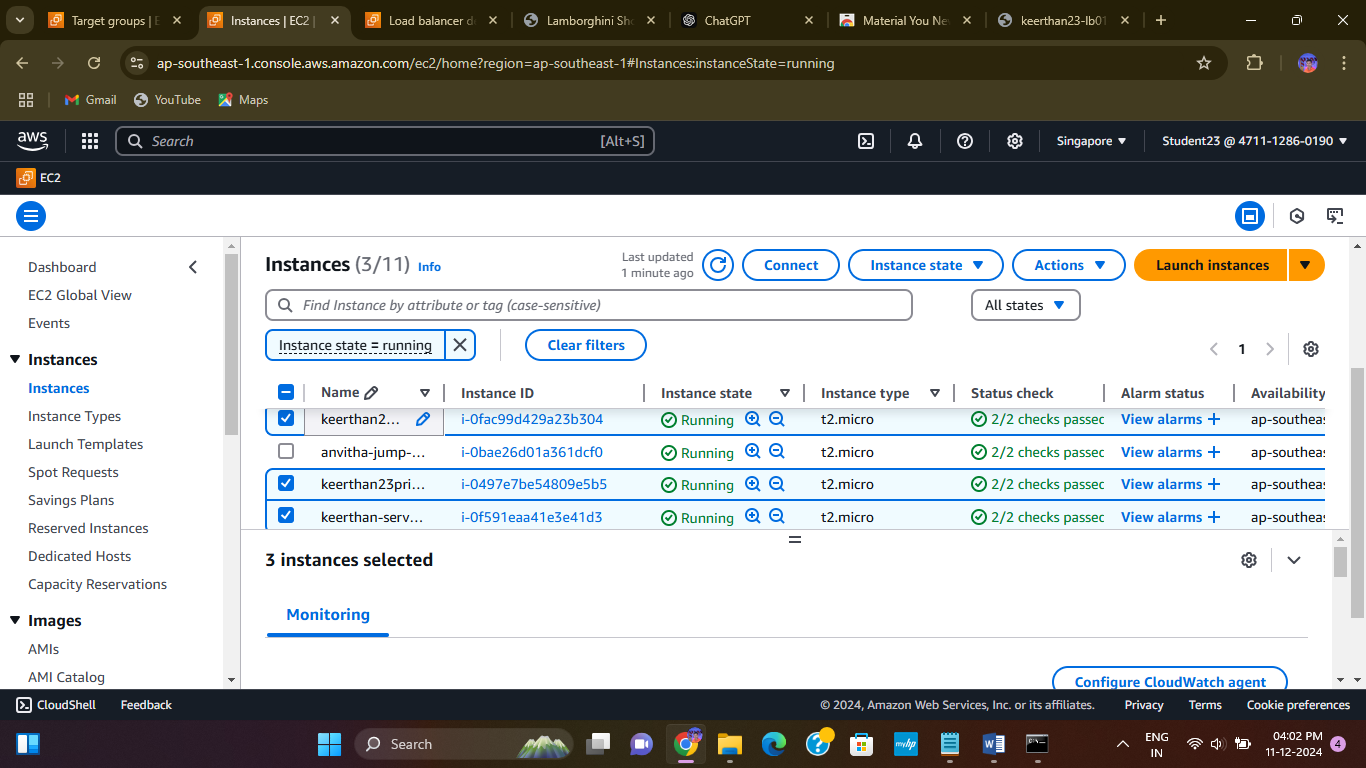 Target groups | E
Instances | EC2 |
Load balancer d
Lamborghini Sh
ChatGPT
Material You Ne
keerthan23-lb01
ap-southeast-1.console.aws.amazon.com/ec2/home?region=ap-southeast-1#Instances:instanceState=running
Gmail
YouTube
Maps
aws
Search
[Alt+S]
Singapore
Student23 @ 4711-1286-0190
EC2
Dashboard
EC2 Global View
Events
Instances
Instances
Instance Types
Launch Templates
Spot Requests
Savings Plans
Reserved Instances
Dedicated Hosts
Capacity Reservations
Images
AMIs
AMI Catalog
Instances (3/11) Info
Last updated
1 minute ago
Connect
Instance state
Actions
Launch instances
Find Instance by attribute or tag (case-sensitive)
All states
Instance state = running
Clear filters
1
Name Instance ID Instance state Instance type Status check Alarm status Availability
keerthan2... i-0fac99d429a23b304 Running t2.micro 2/2 checks passed View alarms + ap-southeas
anvitha-jump-... i-0bae26d01a361dcf0 Running t2.micro 2/2 checks passed View alarms + ap-southeas
keerthan23pri... i-0497e7be54809e5b5 Running t2.micro 2/2 checks passed View alarms + ap-southeas
keerthan-serv... i-0f591eaa41e3e41d3 Running t2.micro 2/2 checks passed View alarms + ap-southeas
3 instances selected
Monitoring
Configure CloudWatch agent
CloudShell
Feedback
© 2024, Amazon Web Services, Inc. or its affiliates.
Privacy
Terms
Cookie preferences
Search
myhp
ENG
IN
04:02 PM
11-12-2024
4